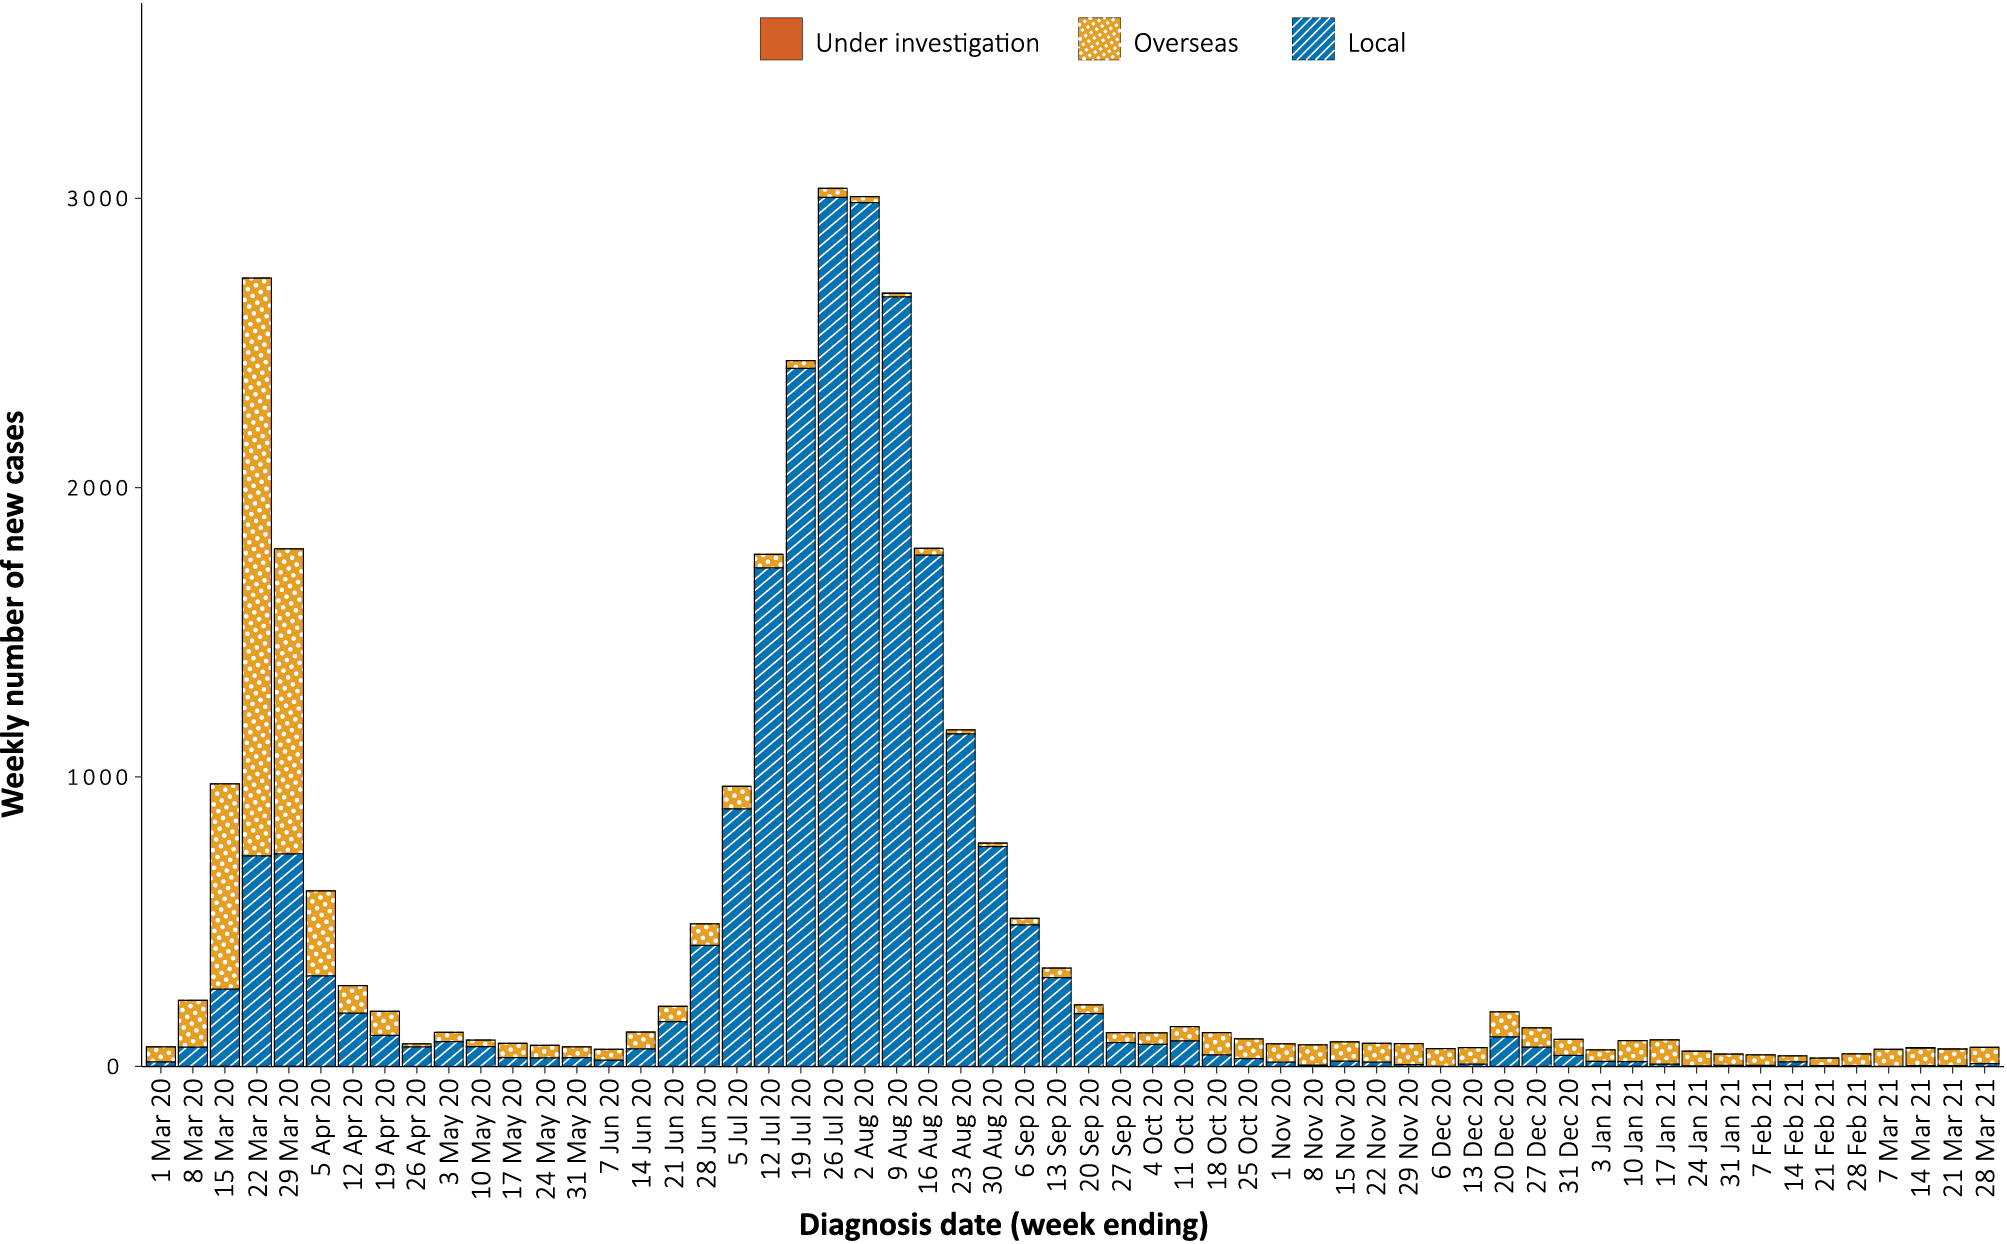 Under investigation
Overseas
Local
Weekly number of new cases
3000
2000
1000
0
1 Mar 20
8 Mar 20
15 Mar 20
22 Mar 20
29 Mar 20
5 Apr 20
12 Apr 20
19 Apr 20
26 Apr 20
3 May 20
10 May 20
17 May 20
24 May 20
31 May 20
7 Jun 20
14 Jun 20
21 Jun 20
28 Jun 20
5 Jul 20
12 Jul 20
19 Jul 20
26 Jul 20
2 Aug 20
9 Aug 20
16 Aug 20
23 Aug 20
30 Aug 20
6 Sep 20
13 Sep 20
20 Sep 20
27 Sep 20
4 Oct 20
11 Oct 20
18 Oct 20
25 Oct 20
1 Nov 20
8 Nov 20
15 Nov 20
22 Nov 20
29 Nov 20
6 Dec 20
13 Dec 20
20 Dec 20
27 Dec 20
31 Dec 20
3 Jan 21
10 Jan 21
17 Jan 21
24 Jan 21
31 Jan 21
7 Feb 21
14 Feb 21
21 Feb 21
28 Feb 21
7 Mar 21
14 Mar 21
21 Mar 21
28 Mar 21
Diagnosis date (week ending)